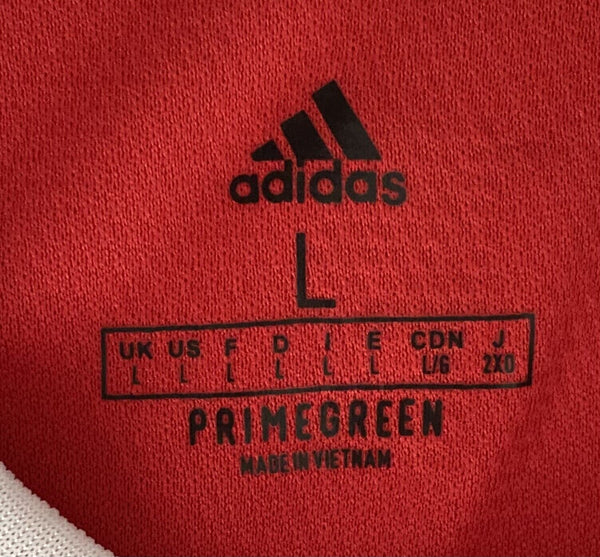 adidas
L
UK US F D I E CDN J
L L L L L L L/G 2XO
PRIMEGREEN
MADE IN VIETNAM